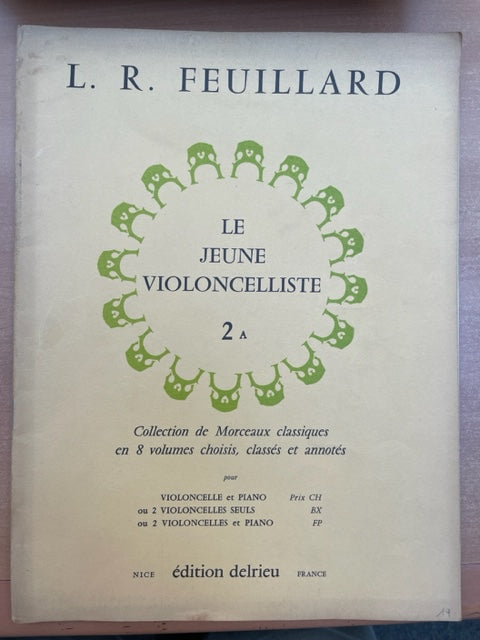 L. R. FEUILLARD
LE
JEUNE
VIOLONCELLISTE
2 A
Collection de Morceaux classiques
en 8 volumes choisis, classés et annotés
pour
VIOLONCELLE et PIANO Prix CH
ou 2 VIOLONCELLES SEULS BX
ou 2 VIOLONCELLES et PIANO FP
NICE édition delrieu FRANCE